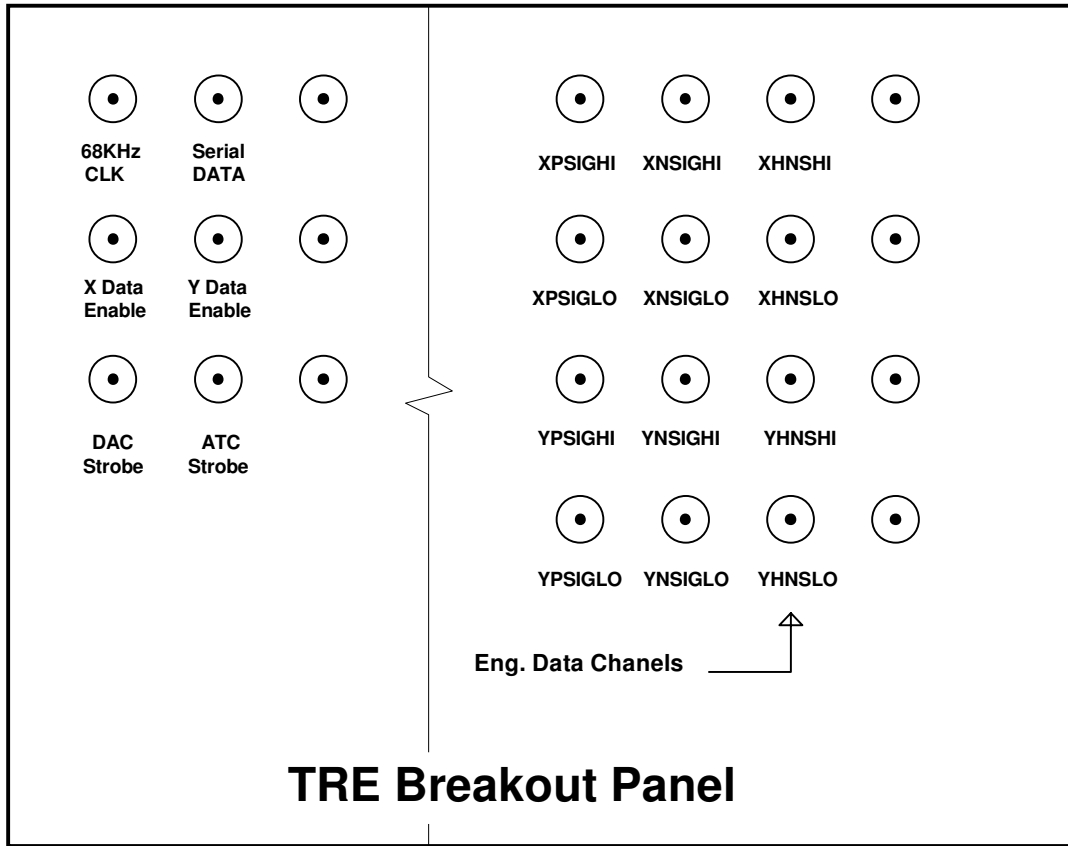 68KHz
CLK
Serial
DATA
X Data
Enable
Y Data
Enable
DAC
Strobe
ATC
Strobe
XPSIGHI XNSIGHI XHNSHI
XPSIGLO XNSIGLO XHNSLO
YPSIGHI YNSIGHI YHNSHI
YPSIGLO YNSIGLO YHNSLO
Eng. Data Chanels
TRE Breakout Panel